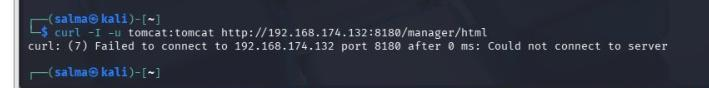 ┌──(salma㉿kali)-[~]
└─$ curl -I -u tomcat:tomcat http://192.168.174.132:8180/manager/html
curl: (7) Failed to connect to 192.168.174.132 port 8180 after 0 ms: Could not connect to server
┌──(salma㉿kali)-[~]